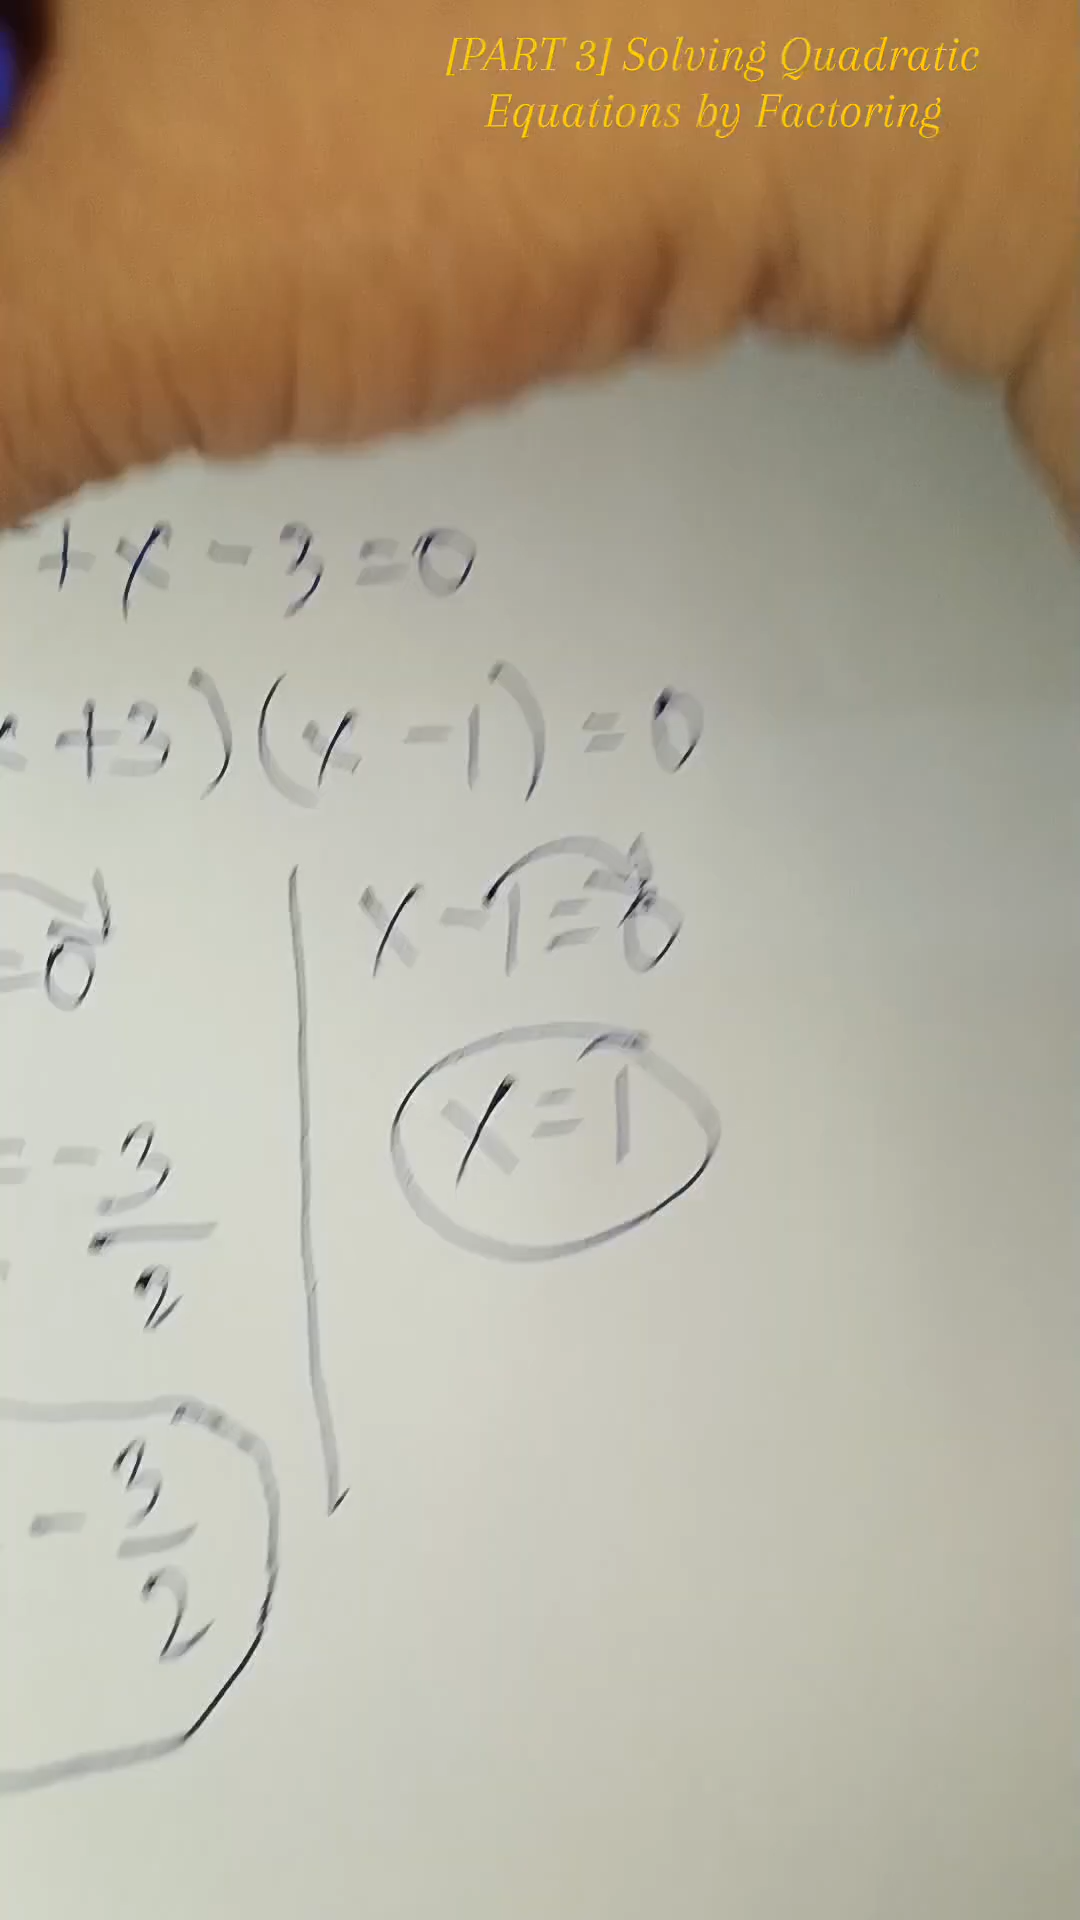 [PART 3] Solving Quadratic
Equations by Factoring
+x - 3 = 0
x +3)(x - 1) = 0
= 0
x - 1 = 0
= - 3/2
x = 1
- 3/2